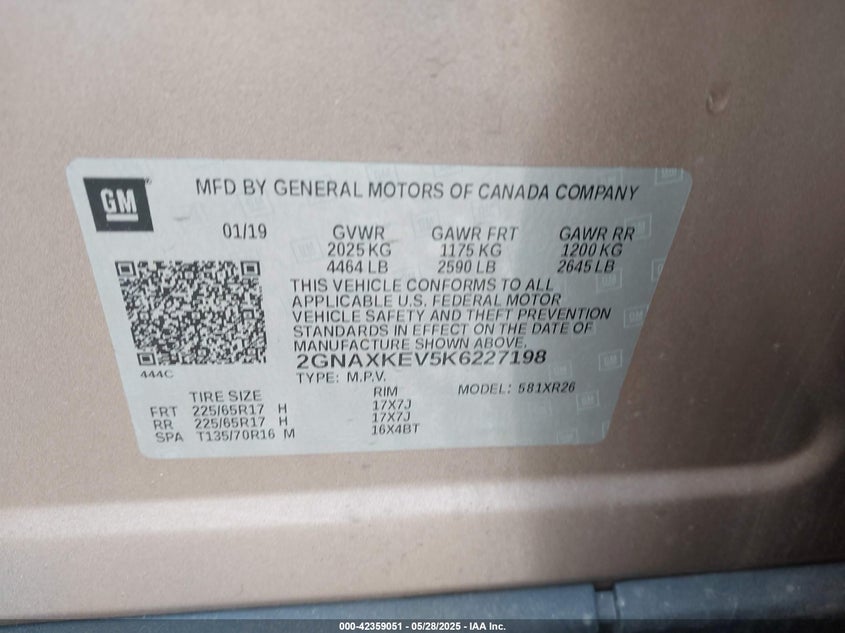 GM
MFD BY GENERAL MOTORS OF CANADA COMPANY
01/19 GVWR GAWR FRT GAWR RR
2025 KG 1175 KG 1200 KG
4464 LB 2590 LB 2645 LB
THIS VEHICLE CONFORMS TO ALL
APPLICABLE U.S. FEDERAL MOTOR
VEHICLE SAFETY AND THEFT PREVENTION
STANDARDS IN EFFECT ON THE DATE OF
MANUFACTURE SHOWN ABOVE.
2GNAXKEV5K6227198
444C
TYPE: M.P.V. MODEL: 581XR26
TIRE SIZE RIM
FRT 225/65R17 H 17X7J
RR 225/65R17 H 17X7J
SPA T135/70R16 M 16X4BT
000-42359051 - 05/28/2025 - IAA Inc.